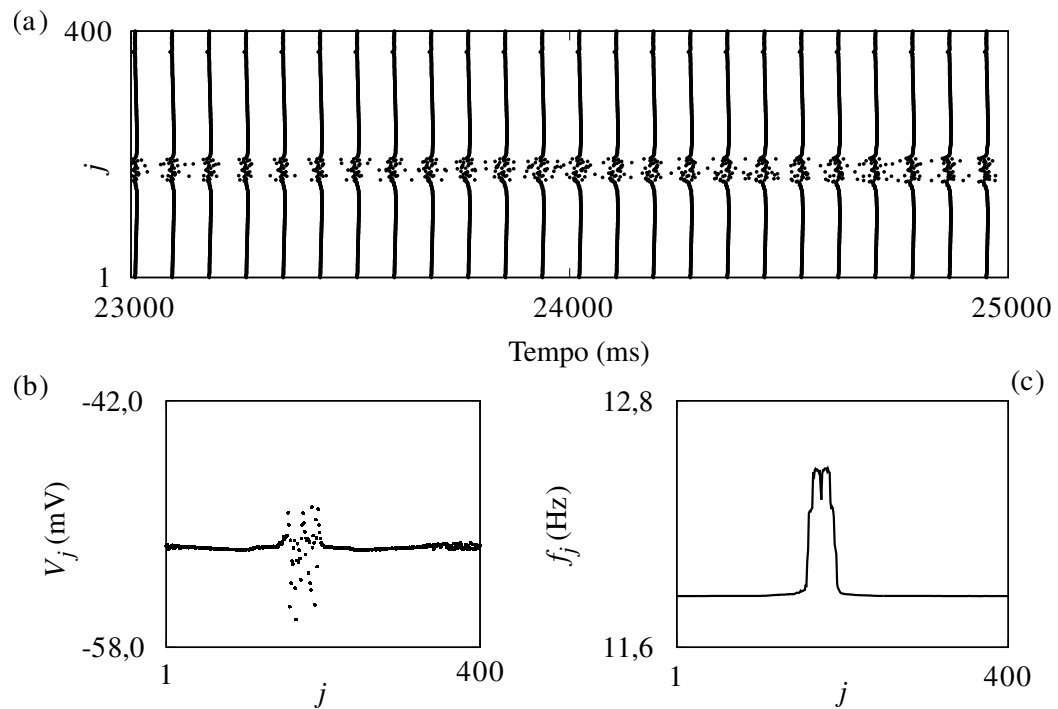 (a)
400
j
1
23000 24000 25000
Tempo (ms)
(b)
-42,0
V_j (mV)
-58,0
1 400
j
(c)
12,8
f_j (Hz)
11,6
1 400
j